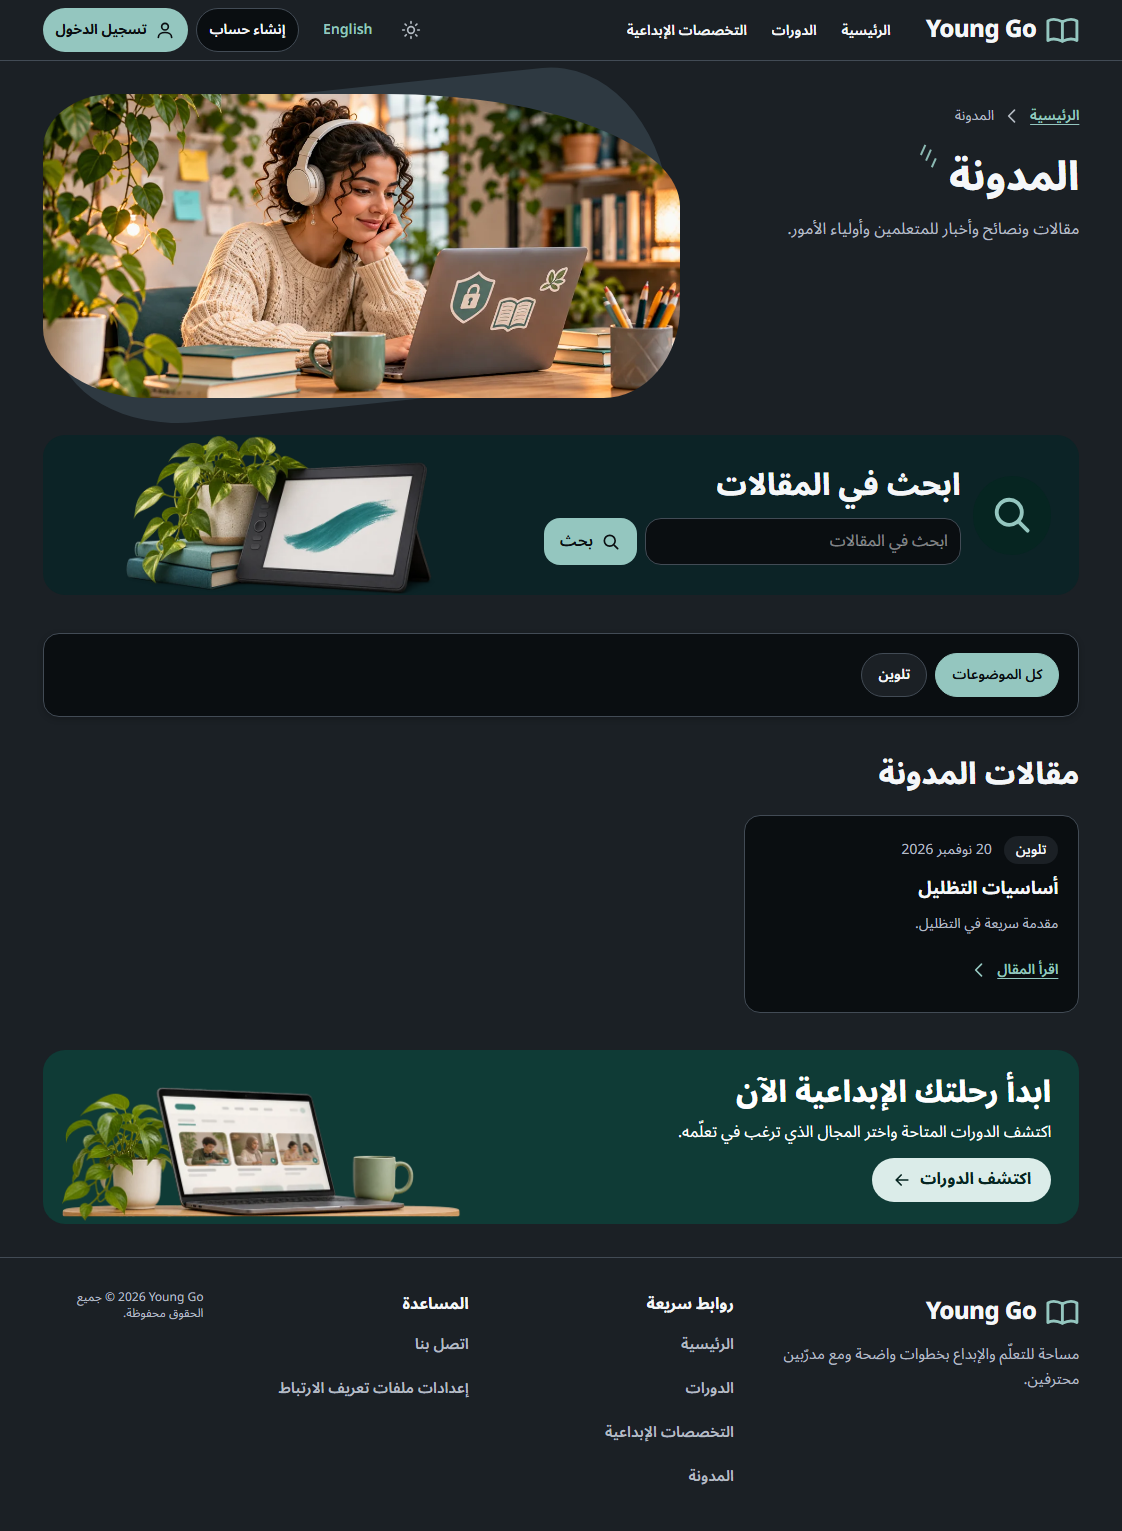 Young Go
الرئيسية
الدورات
التخصصات الإبداعية
English
إنشاء حساب
تسجيل الدخول
الرئيسية
المدونة
المدونة
مقالات ونصائح وأخبار للمتعلمين وأولياء الأمور.
ابحث في المقالات
ابحث في المقالات
بحث
كل الموضوعات
تلوين
مقالات المدونة
تلوين
20 نوفمبر 2026
أساسيات التظليل
مقدمة سريعة في التظليل.
اقرأ المقال
ابدأ رحلتك الإبداعية الآن
اكتشف الدورات المتاحة واختر المجال الذي ترغب في تعلّمه.
اكتشف الدورات
Young Go
مساحة للتعلّم والإبداع بخطوات واضحة ومع مدرّبين
محترفين.
روابط سريعة
الرئيسية
الدورات
التخصصات الإبداعية
المدونة
المساعدة
اتصل بنا
إعدادات ملفات تعريف الارتباط
© 2026 Young Go جميع
الحقوق محفوظة.